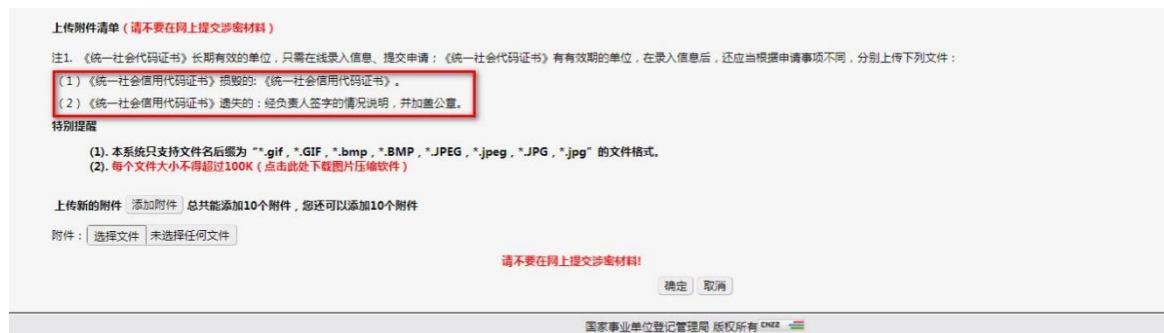 上传附件清单（请不要在网上提交涉密材料）
注1. 《统一社会代码证书》长期有效的单位，只需在线录入信息、提交申请；《统一社会代码证书》有有效期的单位，在录入信息后，还应当根据申请事项不同，分别上传下列文件：
（1）《统一社会信用代码证书》损毁的:《统一社会信用代码证书》。
（2）《统一社会信用代码证书》遗失的：经负责人签字的情况说明，并加盖公章。
特别提醒
(1). 本系统只支持文件名后缀为 "*.gif，*.GIF，*.bmp，*.BMP，*.JPEG，*.jpeg，*.JPG，*.jpg" 的文件格式。
(2). 每个文件大小不得超过100K（点击此处下载图片压缩软件）
上传新的附件 添加附件 总共能添加10个附件，您还可以添加10个附件
附件： 选择文件 未选择任何文件
请不要在网上提交涉密材料!
确定 取消
国家事业单位登记管理局 版权所有 CNZZ